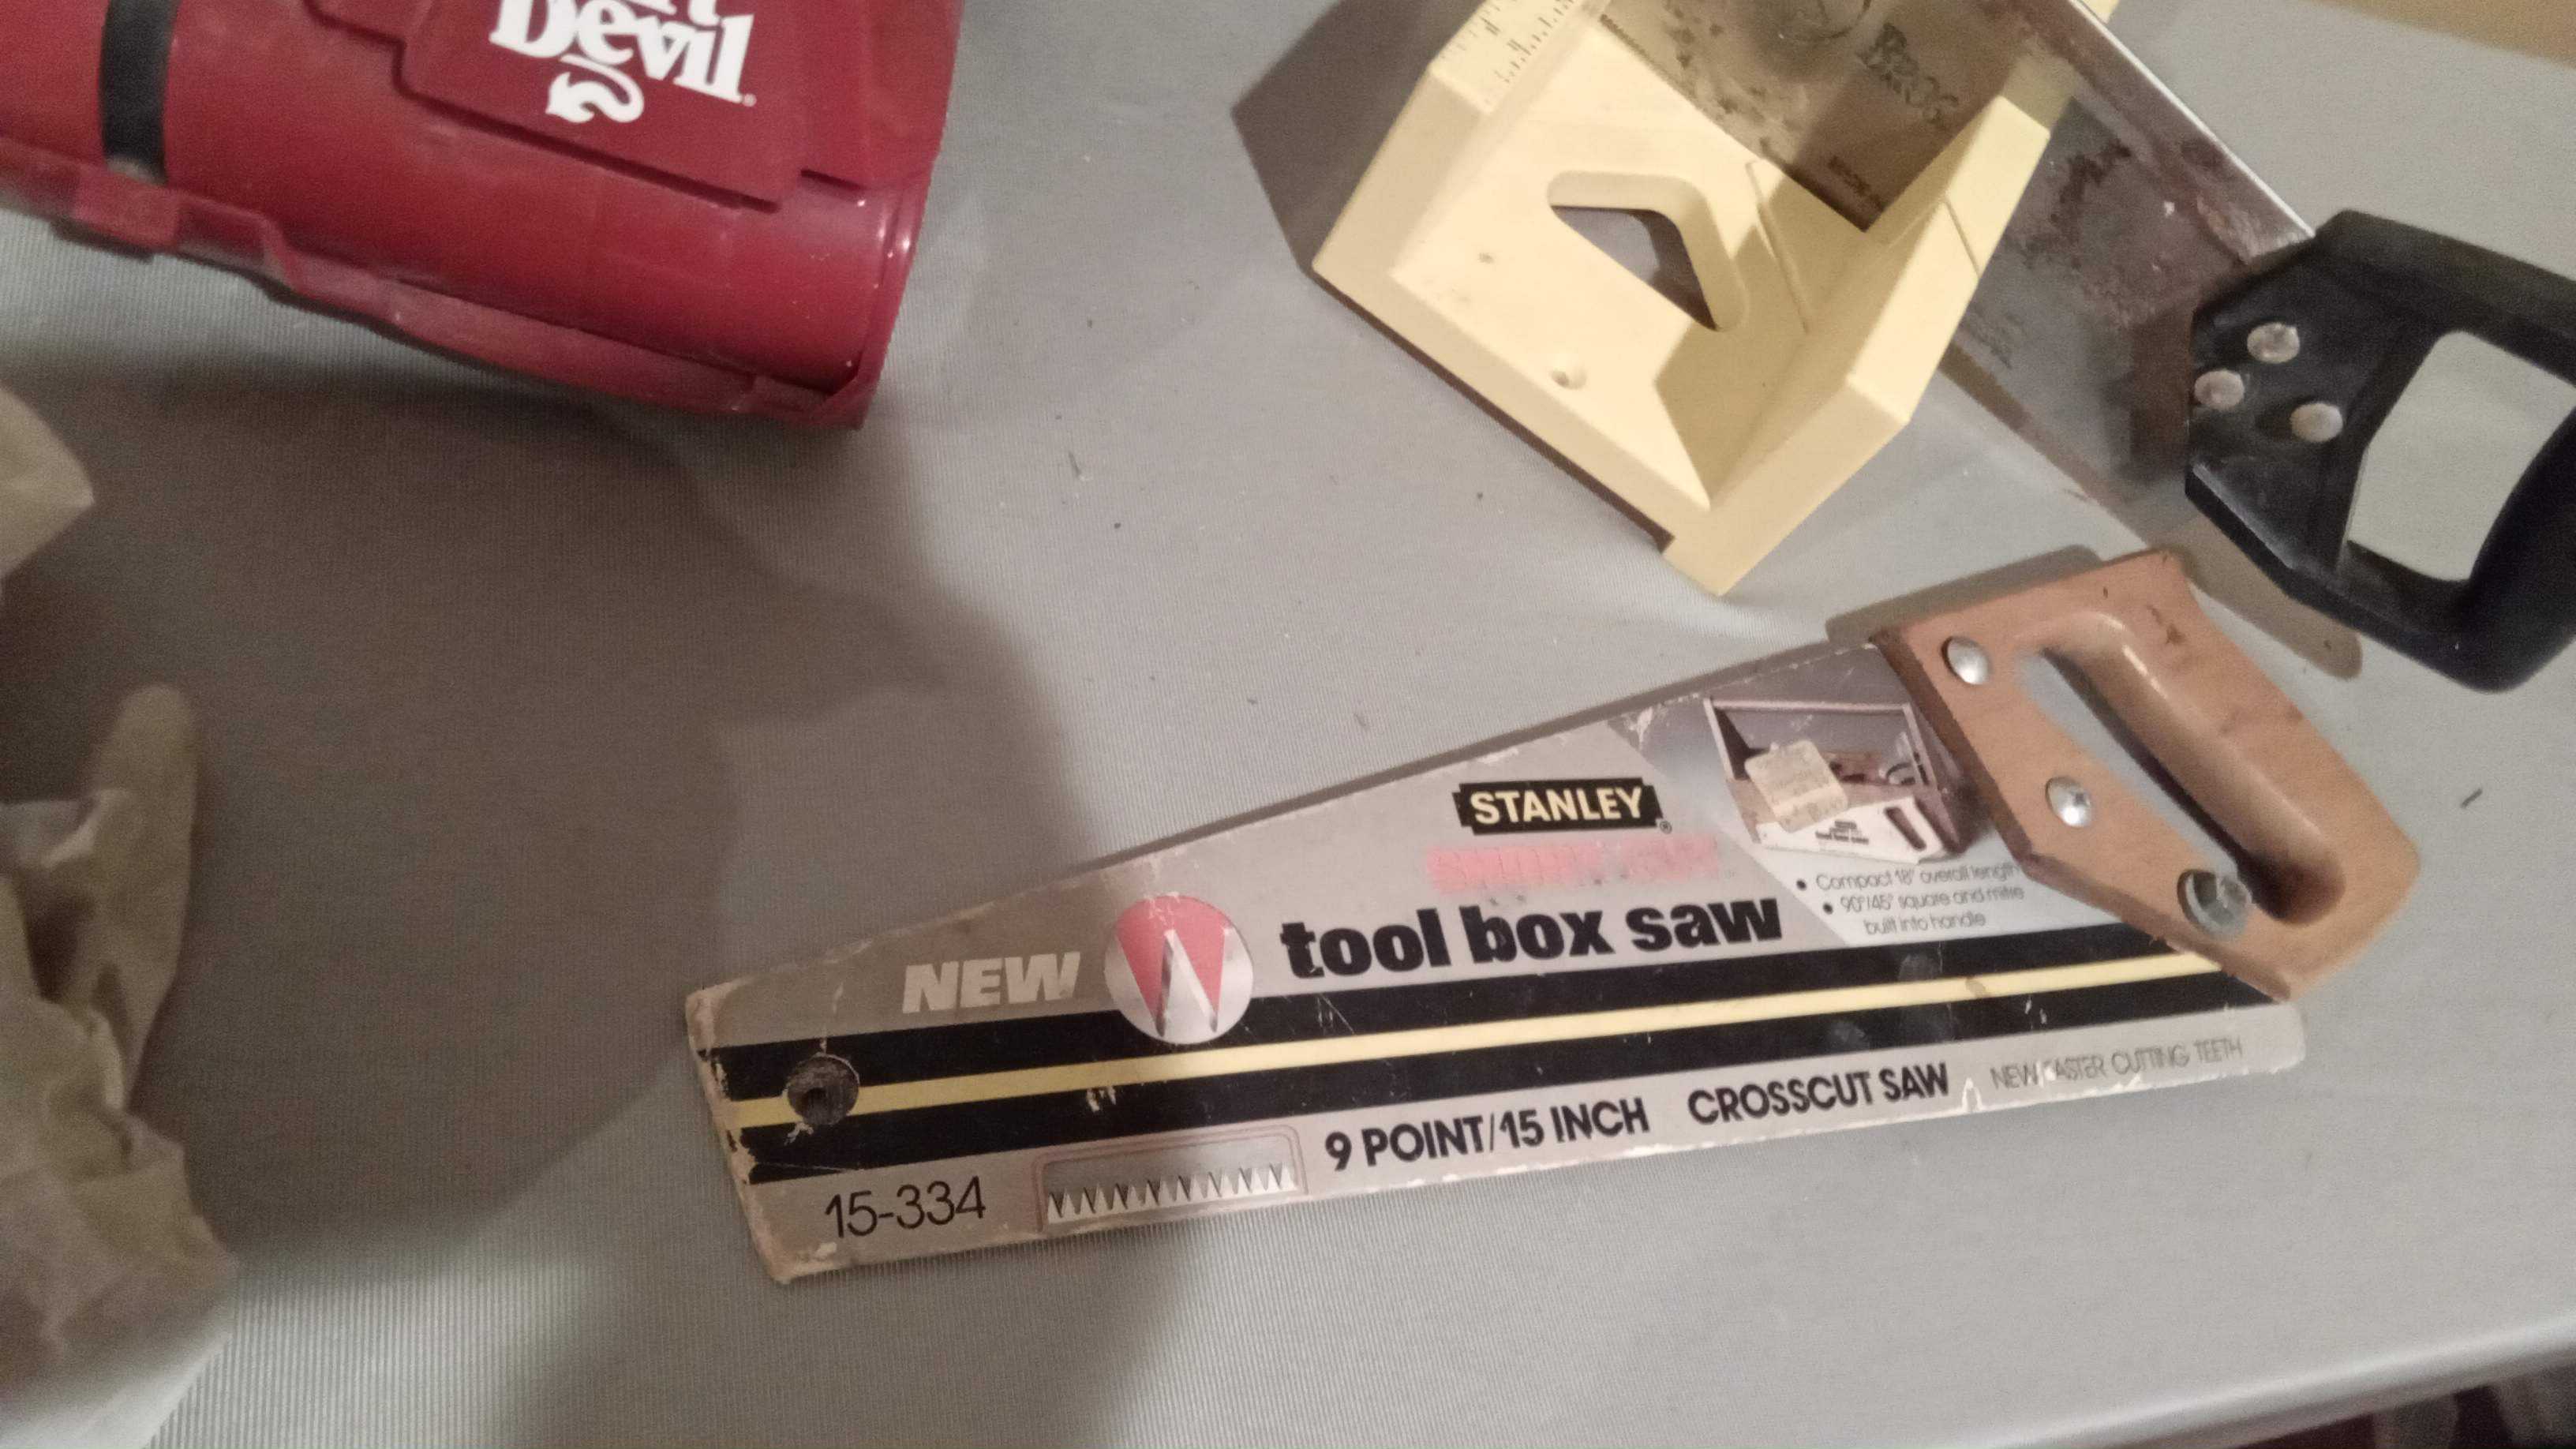 Devil
BROS
STANLEY
tool box saw
NEW
• Compact 18" overall length
• 90°/45° square and mitre
built into handle
9 POINT/15 INCH CROSSCUT SAW NEW FASTER CUTTING TEETH
15-334